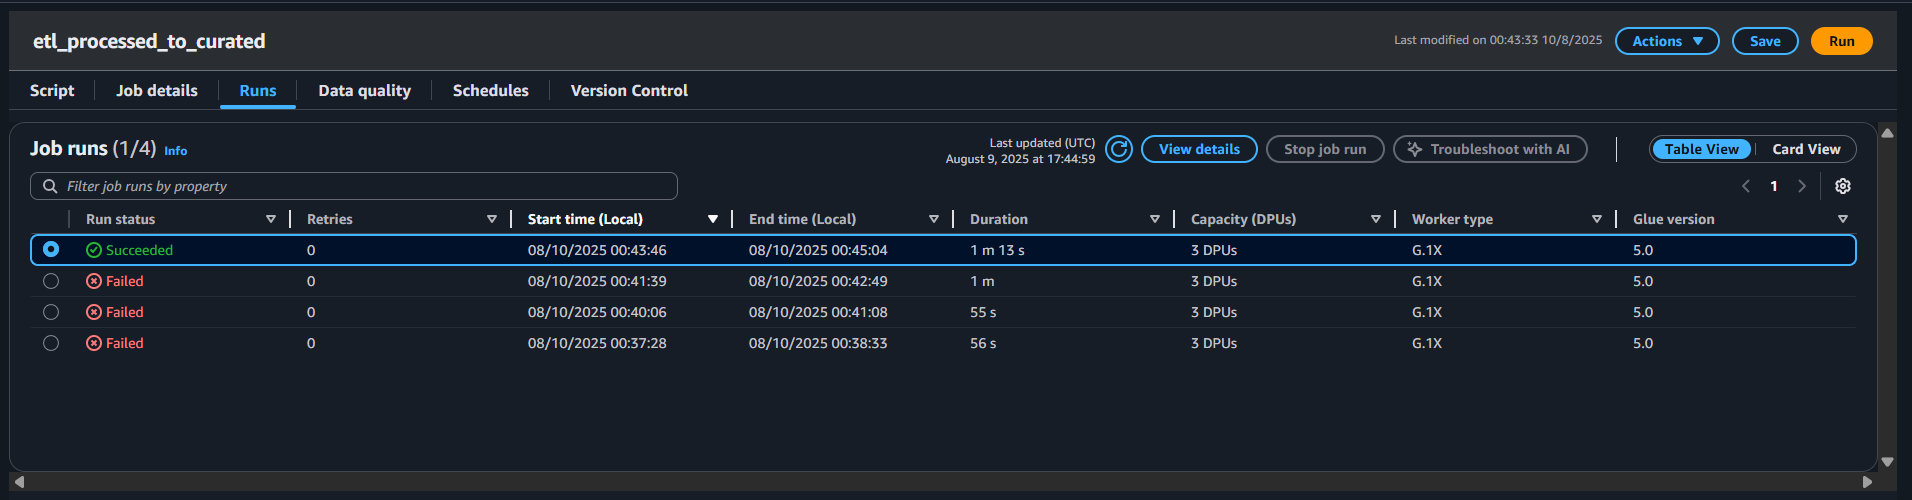 etl_processed_to_curated
Last modified on 00:43:33 10/8/2025
Actions
Save
Run
Script
Job details
Runs
Data quality
Schedules
Version Control
Job runs (1/4) Info
Last updated (UTC)
August 9, 2025 at 17:44:59
View details
Stop job run
Troubleshoot with AI
Table View
Card View
Filter job runs by property
1
Run status Retries Start time (Local) End time (Local) Duration Capacity (DPUs) Worker type Glue version
Succeeded 0 08/10/2025 00:43:46 08/10/2025 00:45:04 1 m 13 s 3 DPUs G.1X 5.0
Failed 0 08/10/2025 00:41:39 08/10/2025 00:42:49 1 m 3 DPUs G.1X 5.0
Failed 0 08/10/2025 00:40:06 08/10/2025 00:41:08 55 s 3 DPUs G.1X 5.0
Failed 0 08/10/2025 00:37:28 08/10/2025 00:38:33 56 s 3 DPUs G.1X 5.0